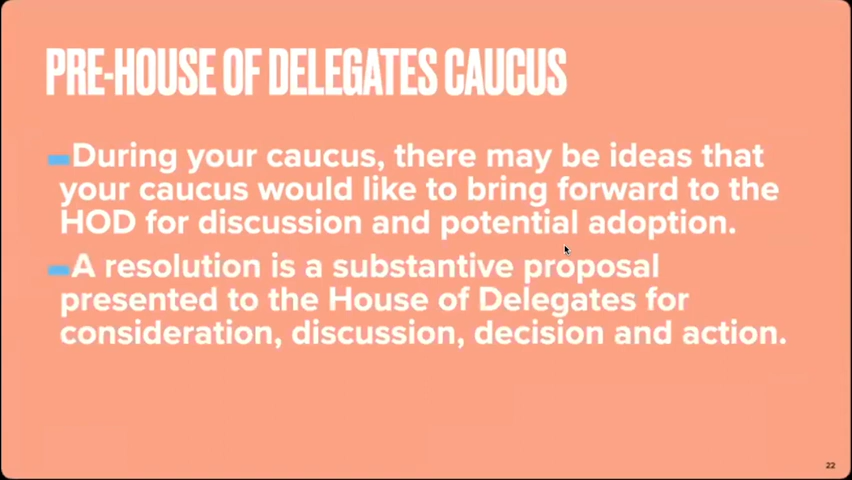 PRE-HOUSE OF DELEGATES CAUCUS
During your caucus, there may be ideas that
your caucus would like to bring forward to the
HOD for discussion and potential adoption.
A resolution is a substantive proposal
presented to the House of Delegates for
consideration, discussion, decision and action.
22